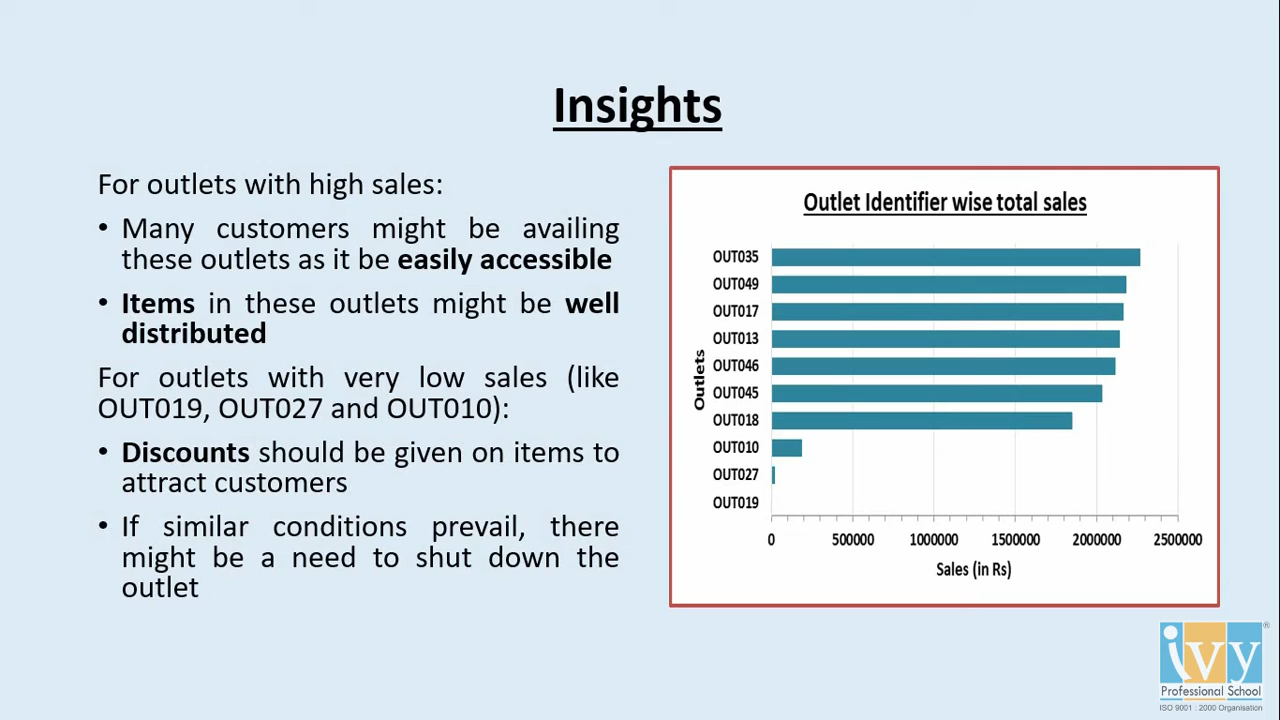 Insights
For outlets with high sales:
• Many customers might be availing
these outlets as it be easily accessible
• Items in these outlets might be well
distributed
For outlets with very low sales (like
OUT019, OUT027 and OUT010):
• Discounts should be given on items to
attract customers
• If similar conditions prevail, there
might be a need to shut down the
outlet
Outlet Identifier wise total sales
Outlets
OUT035
OUT049
OUT017
OUT013
OUT046
OUT045
OUT018
OUT010
OUT027
OUT019
0 500000 1000000 1500000 2000000 2500000
Sales (in Rs)
ivy
®
Professional School
ISO 9001 : 2000 Organisation